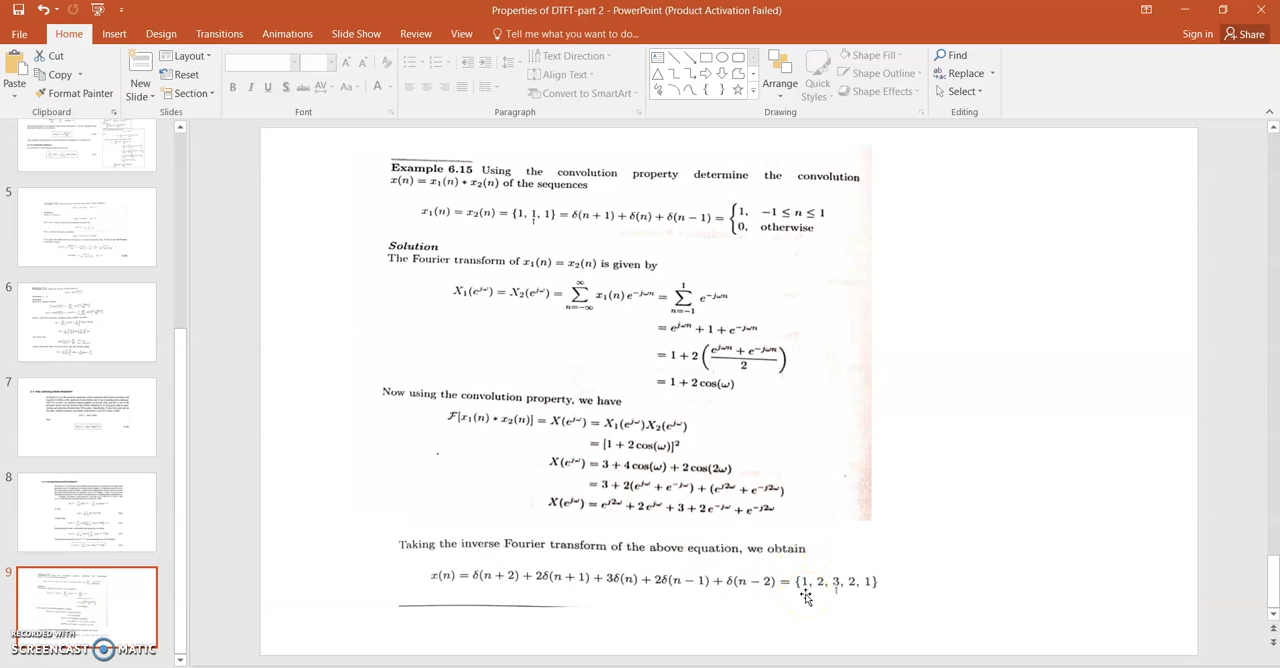 Properties of DTFT-part 2 - PowerPoint (Product Activation Failed)
File Home Insert Design Transitions Animations Slide Show Review View Tell me what you want to do... Sign in Share
Paste
Cut
Copy
Format Painter
Clipboard
New Slide
Layout
Reset
Section
Slides
B I U S abc AV Aa A
Font
Text Direction
Align Text
Convert to SmartArt
Paragraph
Arrange
Quick Styles
Shape Fill
Shape Outline
Shape Effects
Drawing
Find
Replace
Select
Editing
5
6
7
8
9
Example 6.15 Using the convolution property determine the convolution
x(n) = x₁(n) * x₂(n) of the sequences
x₁(n) = x₂(n) = {1, 1, 1} = δ(n + 1) + δ(n) + δ(n − 1) = {1, −1 ≤ n ≤ 1
0, otherwise
↑
Solution
The Fourier transform of x₁(n) = x₂(n) is given by
X₁(e^{jω}) = X₂(e^{jω}) = ∑_{n=−∞}^{∞} x₁(n) e^{−jωn} = ∑_{n=−1}^{1} e^{−jωn}
= e^{jωn} + 1 + e^{−jωn}
= 1 + 2 ( (e^{jωn} + e^{−jωn}) / 2 )
= 1 + 2 cos(ω)
Now using the convolution property, we have
F[x₁(n) * x₂(n)] = X(e^{jω}) = X₁(e^{jω})X₂(e^{jω})
= [1 + 2 cos(ω)]²
X(e^{jω}) = 3 + 4 cos(ω) + 2 cos(2ω)
= 3 + 2(e^{jω} + e^{−jω}) + (e^{j2ω} + e^{−j2ω})
X(e^{jω}) = e^{j2ω} + 2 e^{jω} + 3 + 2 e^{−jω} + e^{−j2ω}
Taking the inverse Fourier transform of the above equation, we obtain
x(n) = δ(n + 2) + 2δ(n + 1) + 3δ(n) + 2δ(n − 1) + δ(n − 2) = {1, 2, 3, 2, 1}
↑
RECORDED WITH
SCREENCAST MATIC